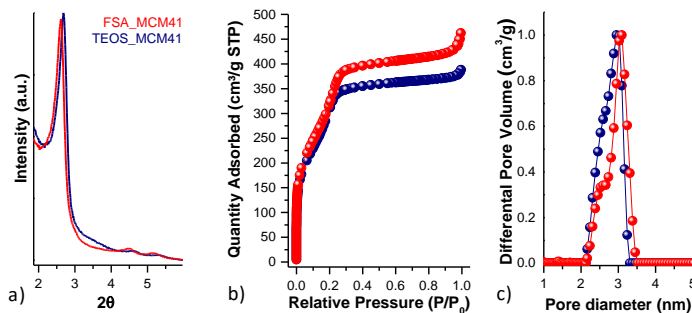 FSA_MCM41
TEOS_MCM41
Intensity (a.u.)
2 3 4 5
2θ
a)
500
450
400
350
300
250
200
150
100
50
0
Quantity Adsorbed (cm³/g STP)
0.0 0.2 0.4 0.6 0.8 1.0
Relative Pressure (P/P₀)
b)
1.0
0.8
0.6
0.4
0.2
0.0
Differental Pore Volume (cm³/g)
1 2 3 4 5
Pore diameter (nm)
c)